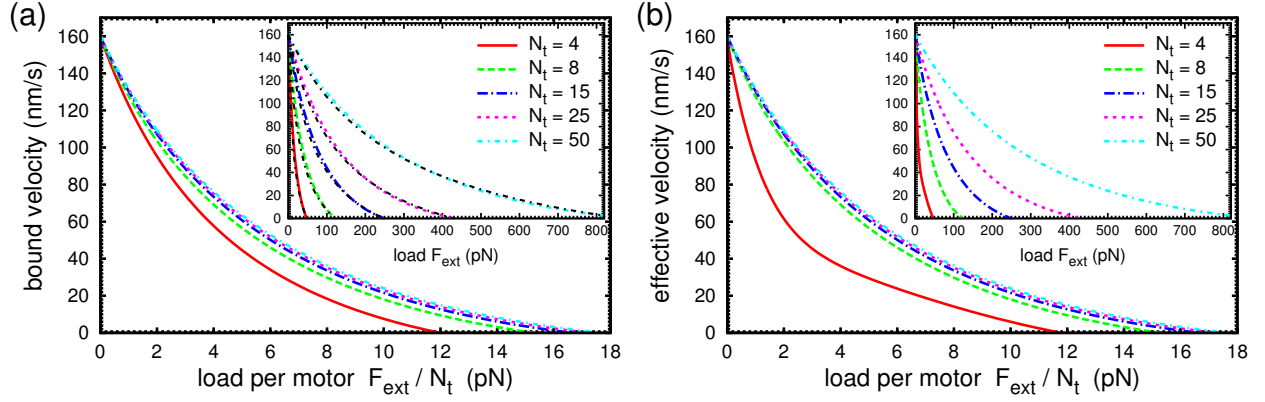 (a)
bound velocity (nm/s)
160
140
120
100
80
60
40
20
0
0 2 4 6 8 10 12 14 16 18
load per motor F_ext / N_t (pN)
160
140
120
100
80
60
40
20
0
0 100 200 300 400 500 600 700 800
load F_ext (pN)
N_t = 4
N_t = 8
N_t = 15
N_t = 25
N_t = 50
(b)
effective velocity (nm/s)
160
140
120
100
80
60
40
20
0
0 2 4 6 8 10 12 14 16 18
load per motor F_ext / N_t (pN)
160
140
120
100
80
60
40
20
0
0 100 200 300 400 500 600 700 800
load F_ext (pN)
N_t = 4
N_t = 8
N_t = 15
N_t = 25
N_t = 50